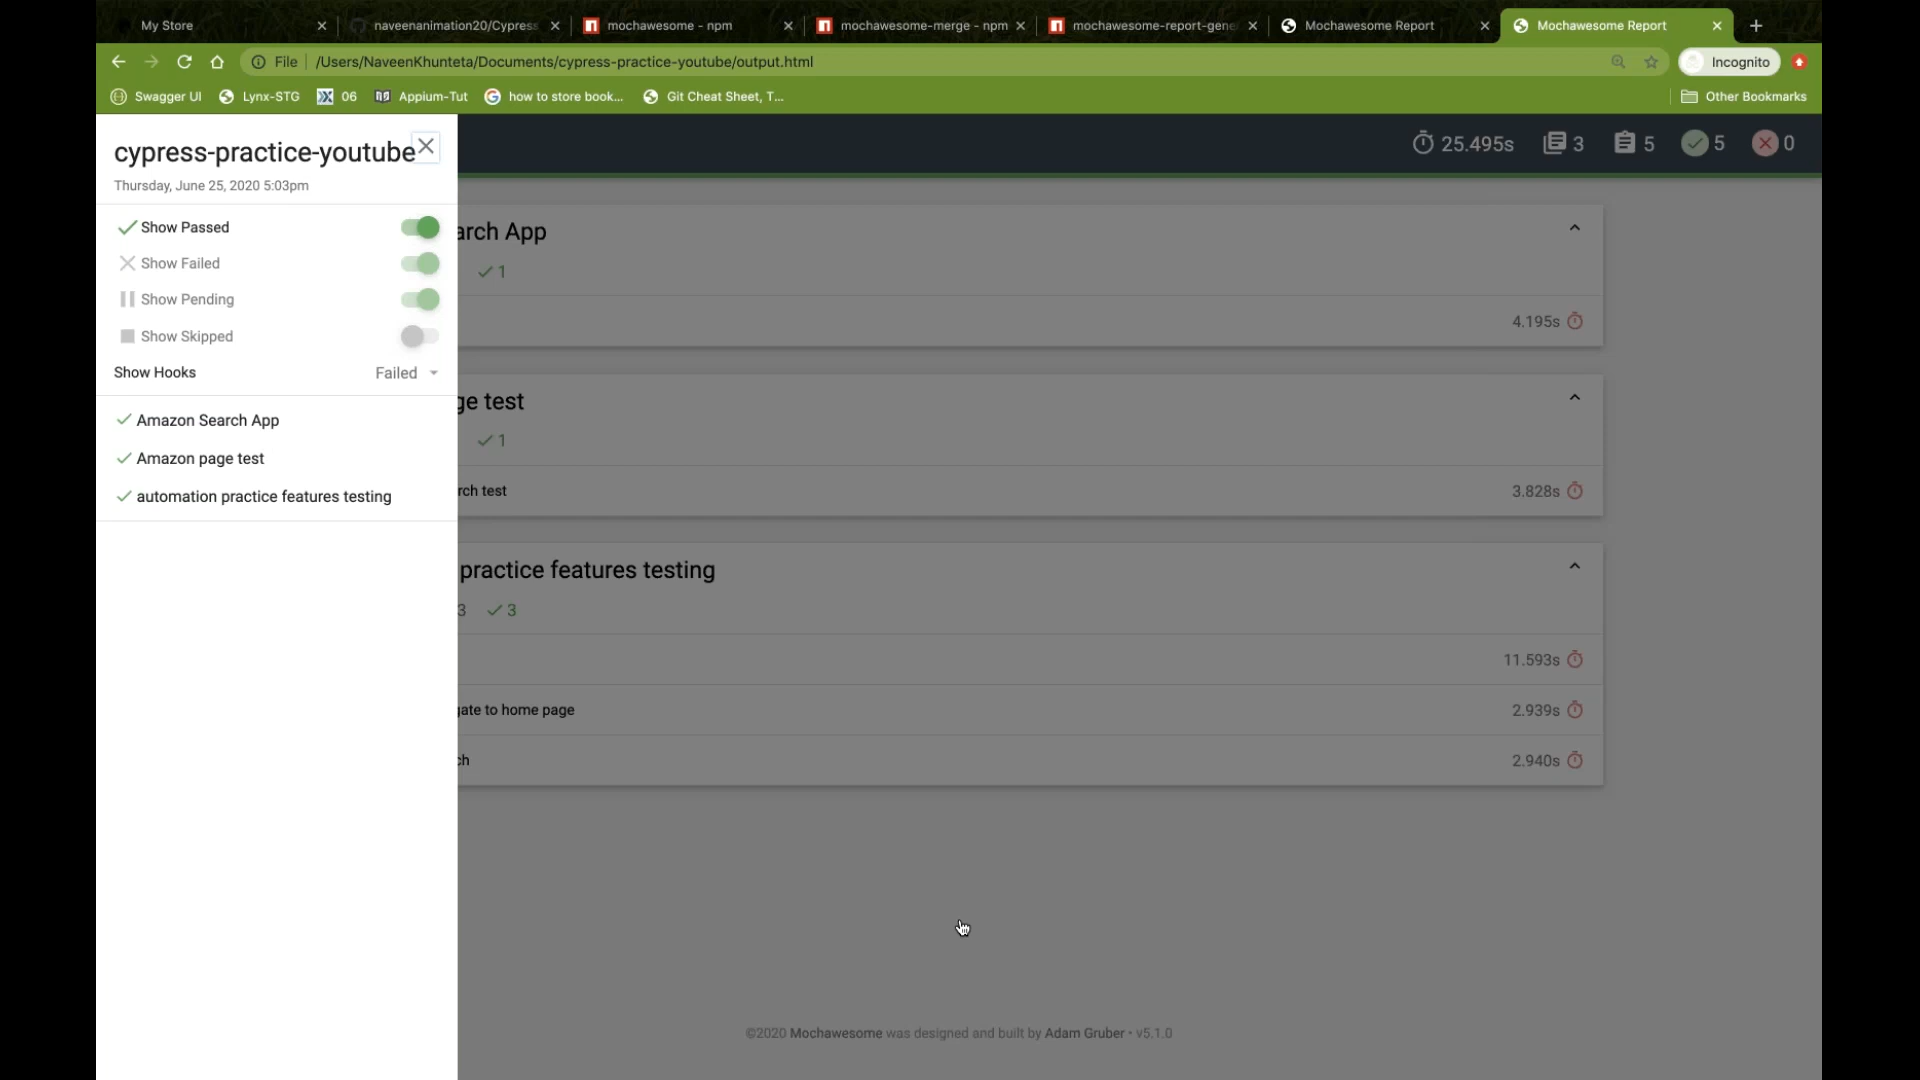 My Store
naveenanimation20/Cypress
mochawesome - npm
mochawesome-merge - npm
mochawesome-report-gene
Mochawesome Report
Mochawesome Report
File
/Users/NaveenKhunteta/Documents/cypress-practice-youtube/output.html
Incognito
Swagger UI
Lynx-STG
06
Appium-Tut
how to store book...
Git Cheat Sheet, T...
Other Bookmarks
cypress-practice-youtube
Thursday, June 25, 2020 5:03pm
25.495s
3
5
5
0
Show Passed
Show Failed
Show Pending
Show Skipped
Show Hooks
Failed
Amazon Search App
Amazon page test
automation practice features testing
arch App
1
4.195s
ge test
1
rch test
3.828s
practice features testing
3
3
11.593s
gate to home page
2.939s
ch
2.940s
©2020 Mochawesome was designed and built by Adam Gruber • v5.1.0